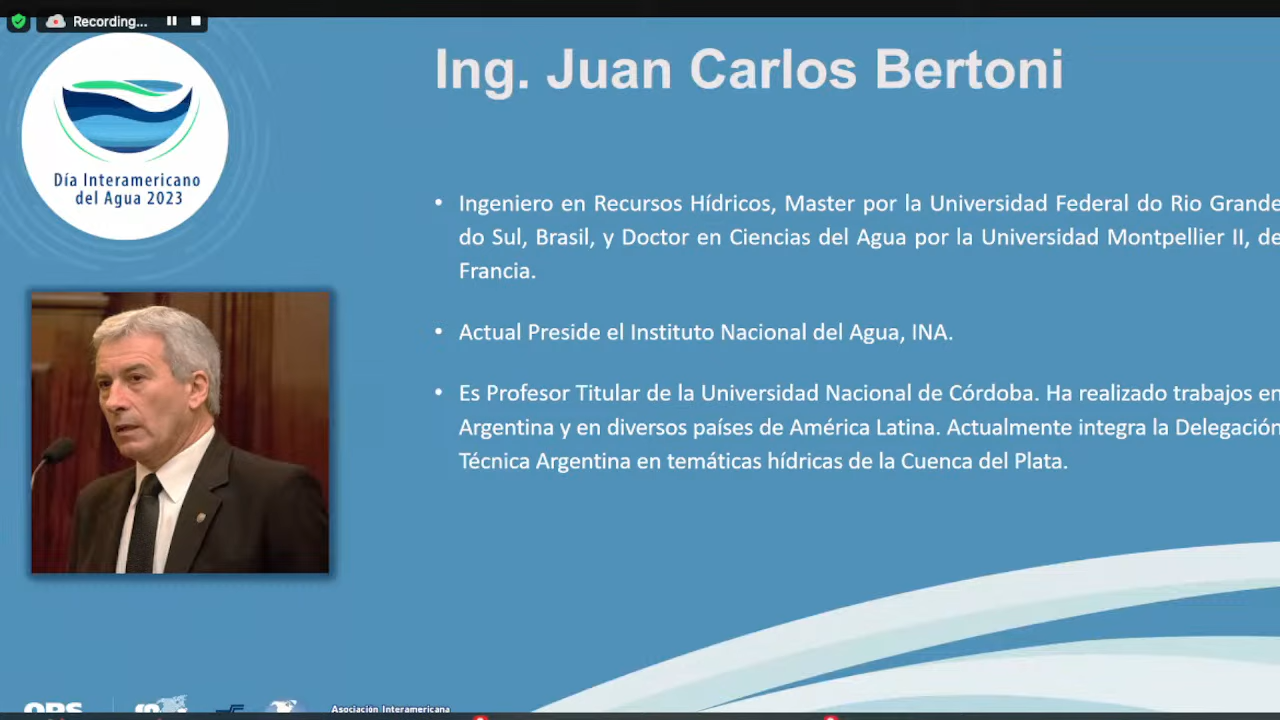 Recording...
Ing. Juan Carlos Bertoni
Día Interamericano
del Agua 2023
• Ingeniero en Recursos Hídricos, Master por la Universidad Federal do Rio Grande
do Sul, Brasil, y Doctor en Ciencias del Agua por la Universidad Montpellier II, de
Francia.
• Actual Preside el Instituto Nacional del Agua, INA.
• Es Profesor Titular de la Universidad Nacional de Córdoba. Ha realizado trabajos en
Argentina y en diversos países de América Latina. Actualmente integra la Delegación
Técnica Argentina en temáticas hídricas de la Cuenca del Plata.
OPS
Asociación Interamericana